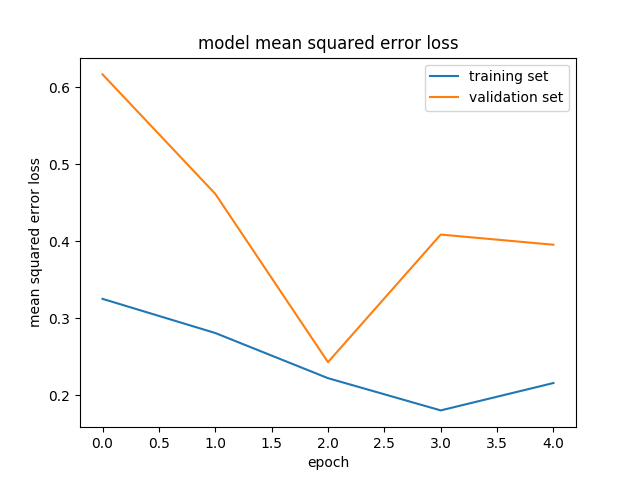 model mean squared error loss
training set
validation set
0.6
0.5
0.4
0.3
0.2
mean squared error loss
0.0 0.5 1.0 1.5 2.0 2.5 3.0 3.5 4.0
epoch